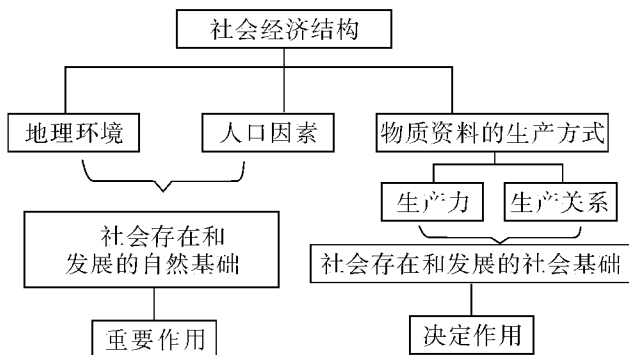 社会经济结构
地理环境
人口因素
物质资料的生产方式
生产力
生产关系
社会存在和
发展的自然基础
社会存在和发展的社会基础
重要作用
决定作用